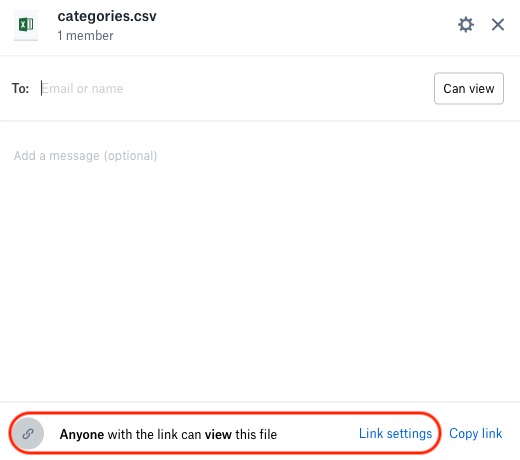 categories.csv
1 member
To: Email or name
Can view
Add a message (optional)
Anyone with the link can view this file
Link settings
Copy link